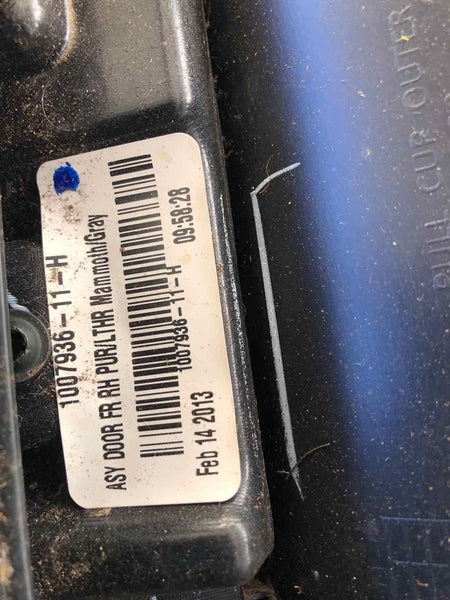 1007936-11-H
ASY DOOR FR RH PUR/LTHR Mammoth/Gray
1007936-11-H
Feb 14 2013 09:58:28
CUP OUTER